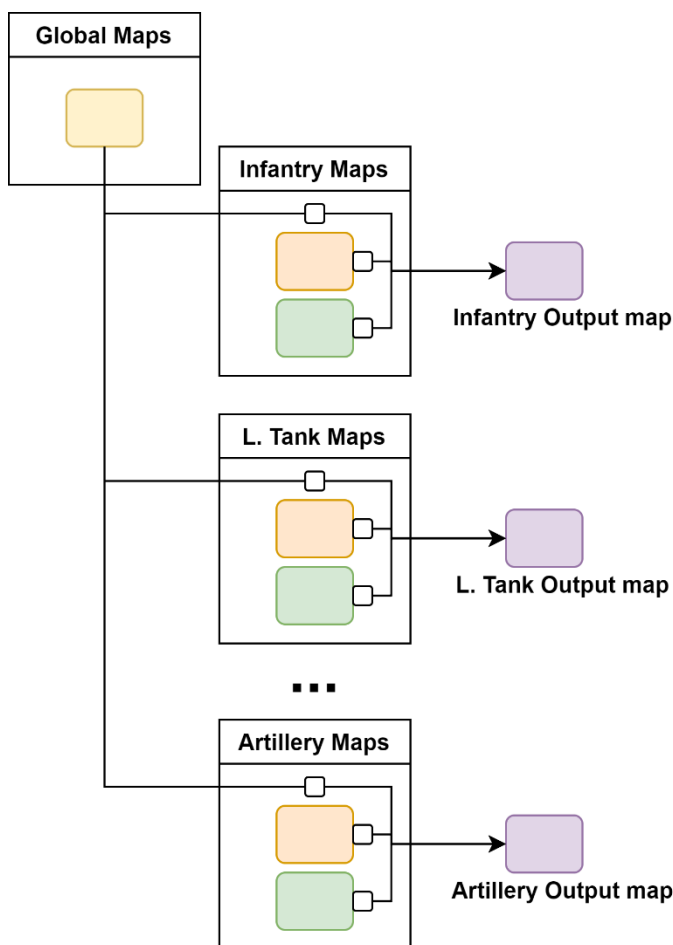 Global Maps
Infantry Maps
Infantry Output map
L. Tank Maps
L. Tank Output map
...
Artillery Maps
Artillery Output map